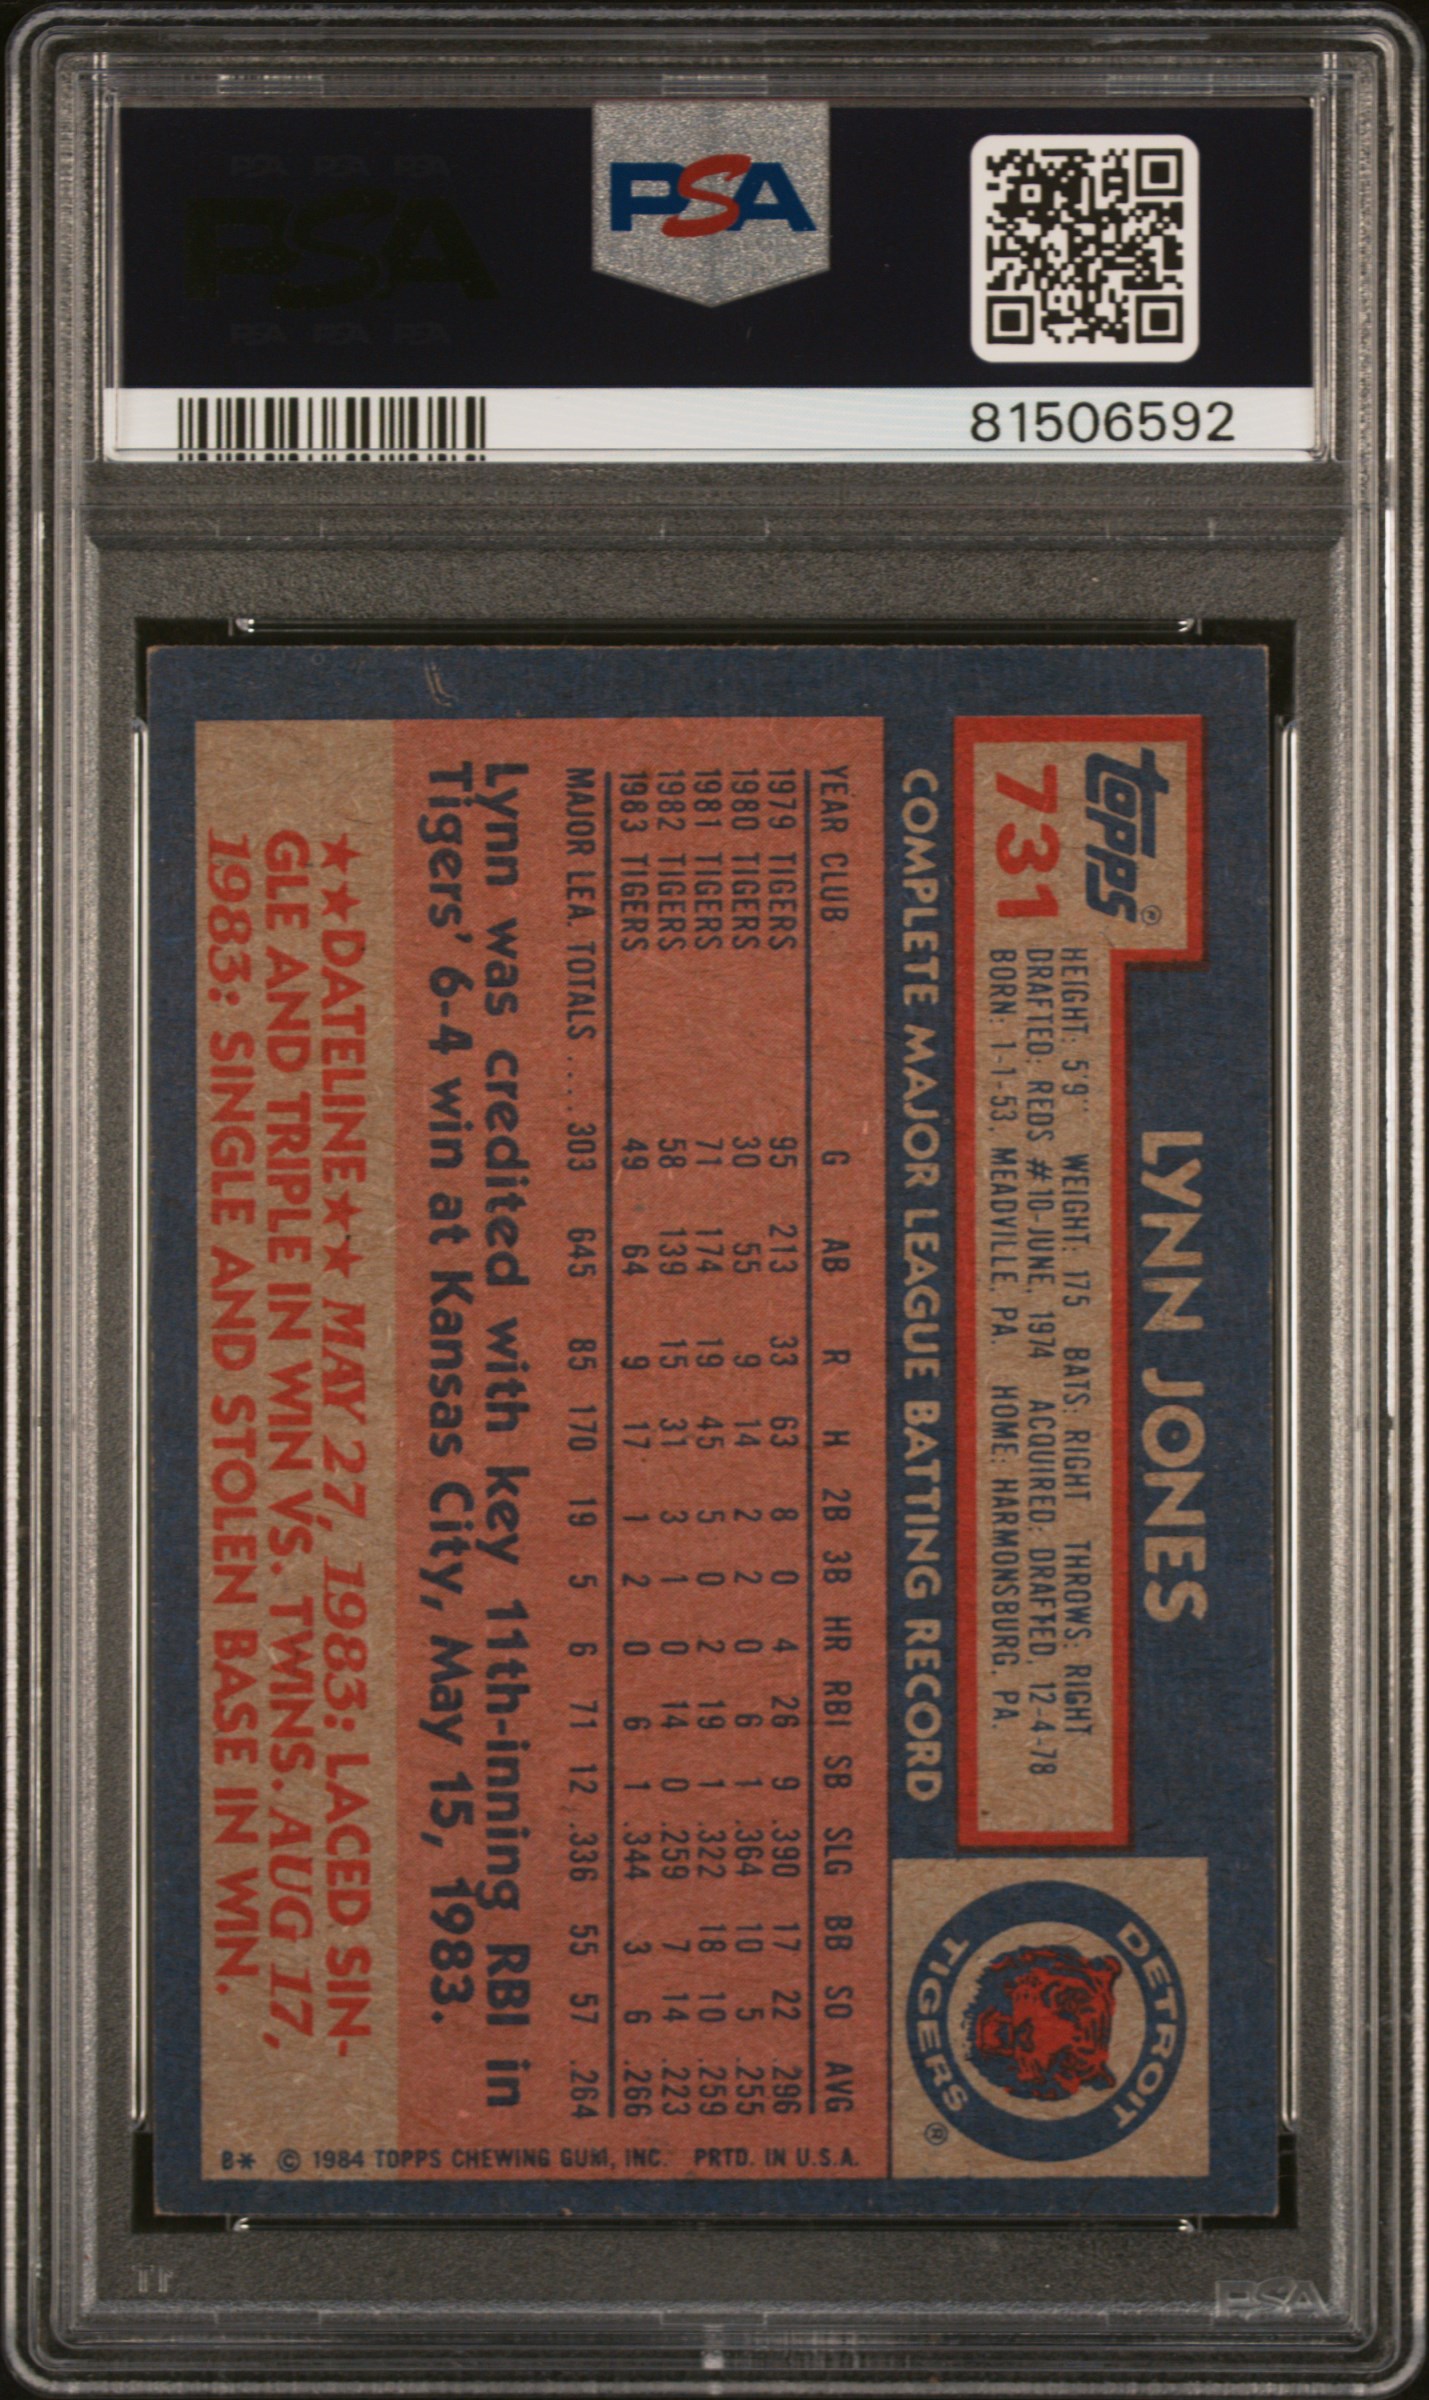 PSA PSA PSA
PSA
PSA PSA PSA
PSA
81506592
topps®
731
LYNN JONES
HEIGHT: 5'9" WEIGHT: 175 BATS: RIGHT THROWS: RIGHT
DRAFTED: REDS #10-JUNE, 1974 ACQUIRED: DRAFTED, 12-4-78
BORN: 1-1-53, MEADVILLE, PA. HOME: HARMONSBURG, PA.
DETROIT
TIGERS®
COMPLETE MAJOR LEAGUE BATTING RECORD
YEAR CLUB G AB R H 2B 3B HR RBI SB SLG BB SO AVG
1979 TIGERS 95 213 33 63 8 0 4 26 9 .390 17 22 .296
1980 TIGERS 30 55 9 14 2 2 0 6 1 .364 10 5 .255
1981 TIGERS 71 174 19 45 5 0 2 19 1 .322 18 10 .259
1982 TIGERS 58 139 15 31 3 1 0 14 0 .259 7 14 .223
1983 TIGERS 49 64 9 17 1 2 0 6 1 .344 3 6 .266
MAJOR LEA. TOTALS .... 303 645 85 170 19 5 6 71 12 .336 55 57 .264
Lynn was credited with key 11th-inning RBI in
Tigers' 6-4 win at Kansas City, May 15, 1983.
★★DATELINE★★ MAY 27, 1983: LACED SIN-
GLE AND TRIPLE IN WIN VS. TWINS. AUG 17,
1983: SINGLE AND STOLEN BASE IN WIN.
B* © 1984 TOPPS CHEWING GUM, INC. PRTD. IN U.S.A.
PSA